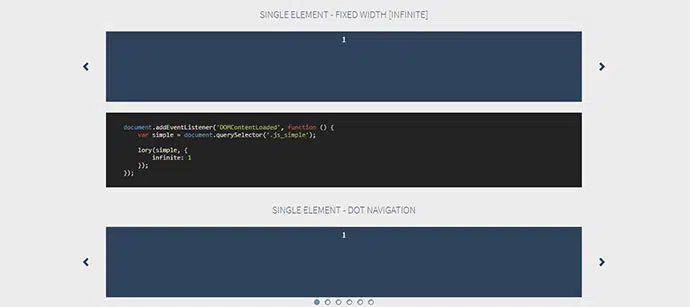 SINGLE ELEMENT - FIXED WIDTH [INFINITE]
1
document.addEventListener('DOMContentLoaded', function () {
    var simple = document.querySelector('.js_simple');

    lory(simple, {
        infinite: 1
    });
});
SINGLE ELEMENT - DOT NAVIGATION
1